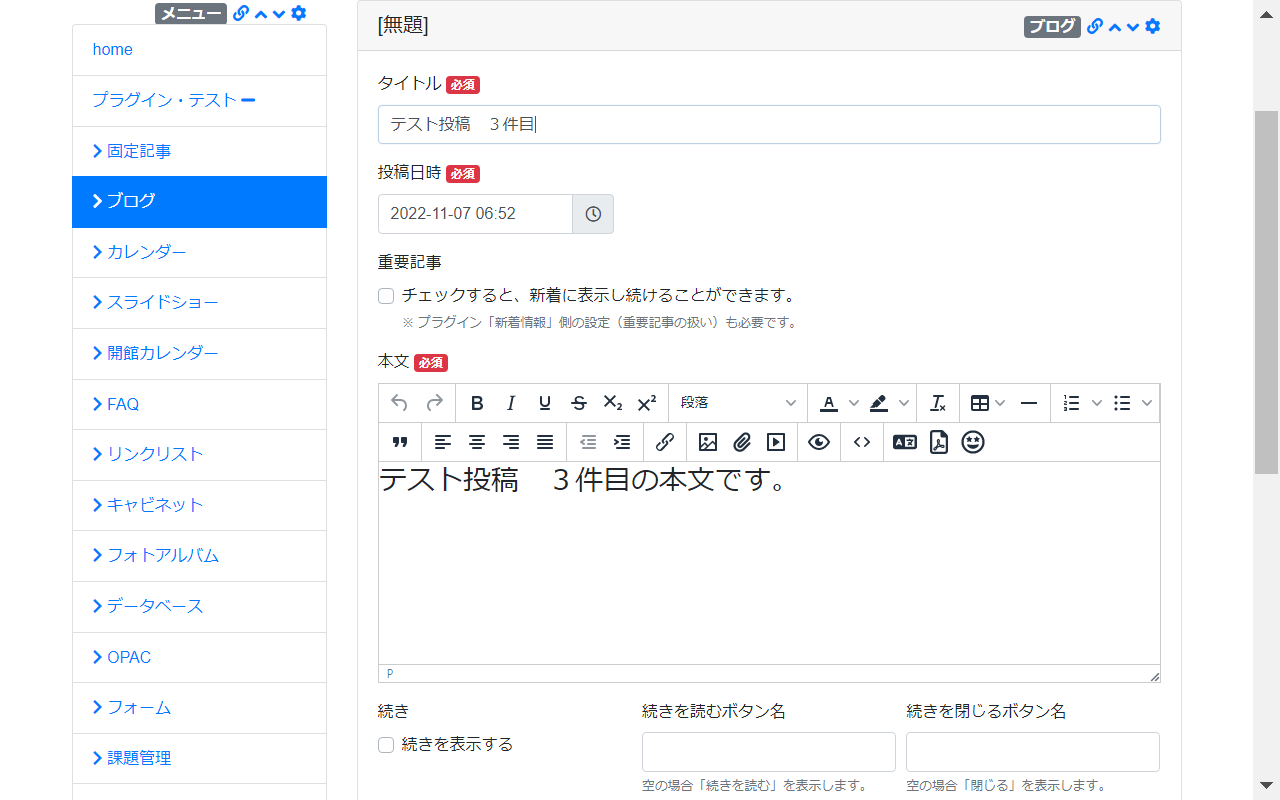 メニュー
home
プラグイン・テスト
固定記事
ブログ
カレンダー
スライドショー
開館カレンダー
FAQ
リンクリスト
キャビネット
フォトアルバム
データベース
OPAC
フォーム
課題管理
[無題]
ブログ
タイトル 必須
テスト投稿　３件目
投稿日時 必須
2022-11-07 06:52
重要記事
チェックすると、新着に表示し続けることができます。
※ プラグイン「新着情報」側の設定（重要記事の扱い）も必要です。
本文 必須
段落
テスト投稿　３件目の本文です。
P
続き
続きを表示する
続きを読むボタン名
空の場合「続きを読む」を表示します。
続きを閉じるボタン名
空の場合「閉じる」を表示します。